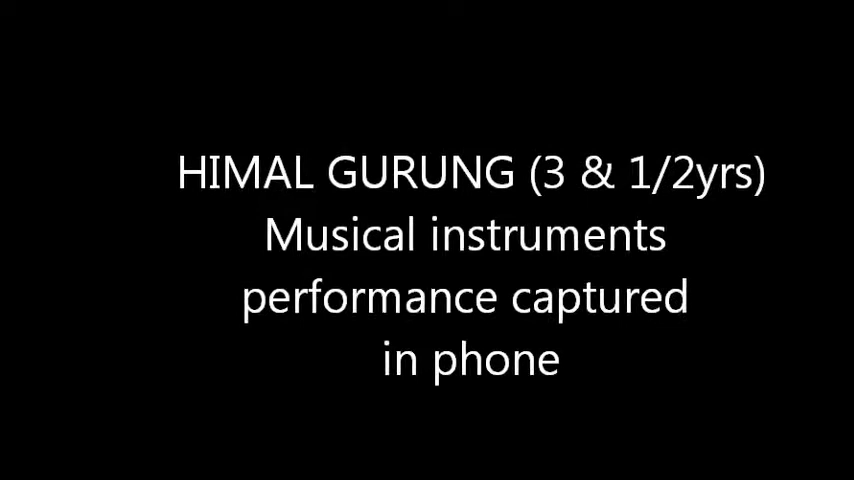 HIMAL GURUNG (3 & 1/2yrs)
Musical instruments
performance captured
in phone